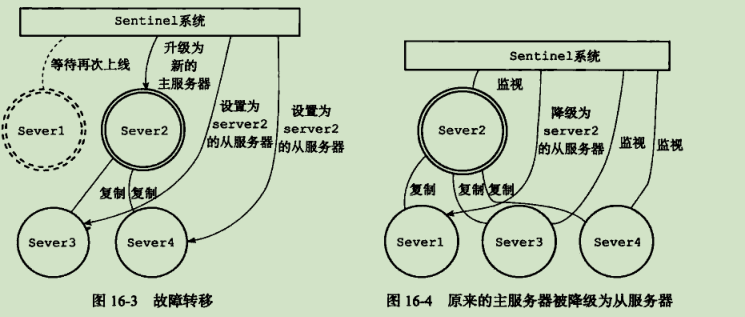 Sentinel系统
等待再次上线
升级为
新的
主服务器
设置为
server2
的从服务器
设置为
server2
的从服务器
Sever1
Sever2
复制
复制
Sever3
Sever4
图 16-3 故障转移
Sentinel系统
监视
Sever2
降级为
server2
的从服务器
监视
监视
复制
复制
复制
Sever1
Sever3
Sever4
图 16-4 原来的主服务器被降级为从服务器